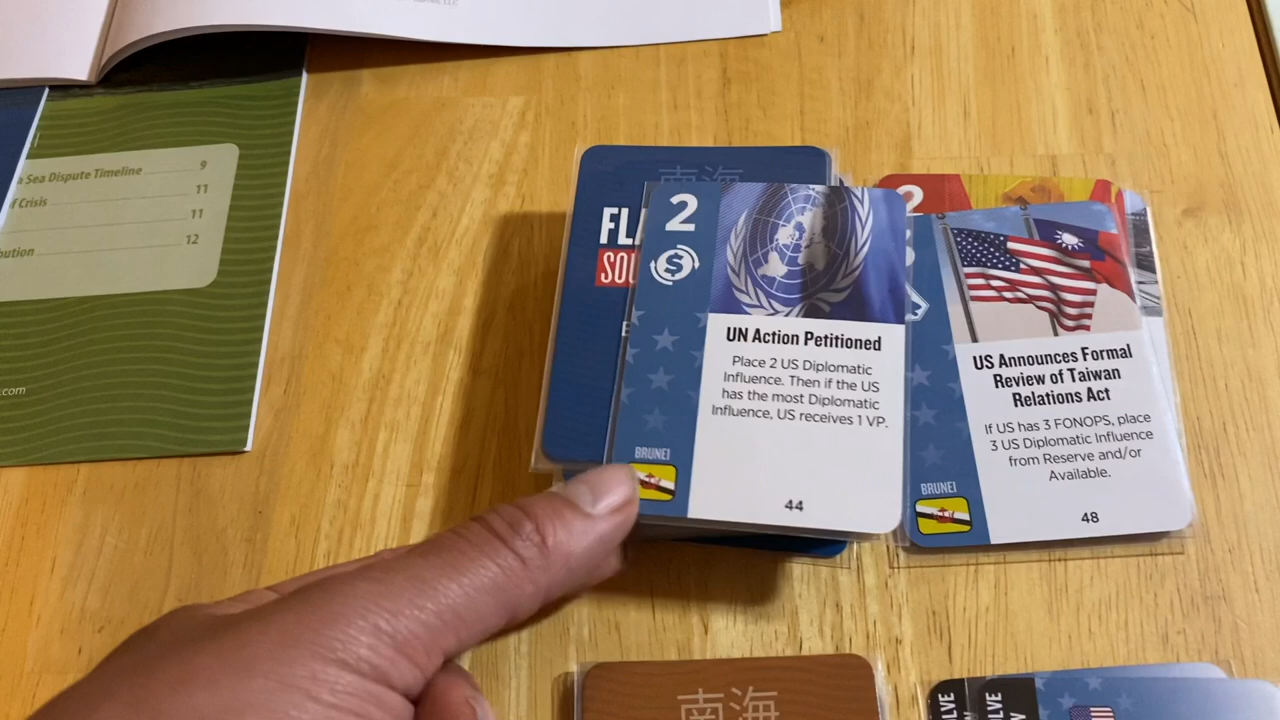 Sea Dispute Timeline 9
Crisis 11
11
12
.com
南海
FL
SOU
2
$
UN Action Petitioned
Place 2 US Diplomatic
Influence. Then if the US
has the most Diplomatic
Influence, US receives 1 VP.
BRUNEI
44
2
US Announces Formal
Review of Taiwan
Relations Act
If US has 3 FONOPS, place
3 US Diplomatic Influence
from Reserve and/or
Available.
BRUNEI
48
南海